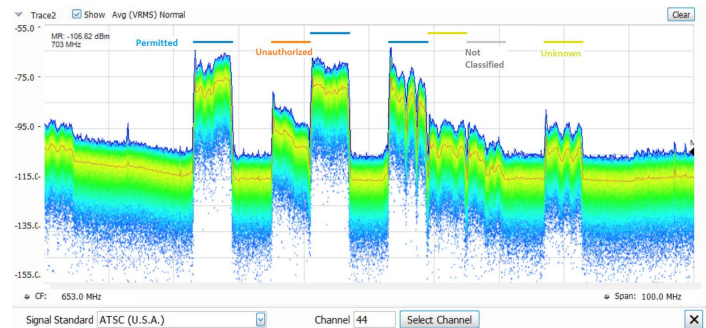 Trace2 Show Avg (VRMS) Normal Clear
-55.0
MR: -106.62 dBm
703 MHz
Permitted
Unauthorized
Not
Classified
Unknown
-75.0
-95.0
M
-115.0
-135.0
-155.0
CF: 653.0 MHz Span: 100.0 MHz
Signal Standard ATSC (U.S.A.) Channel 44 Select Channel